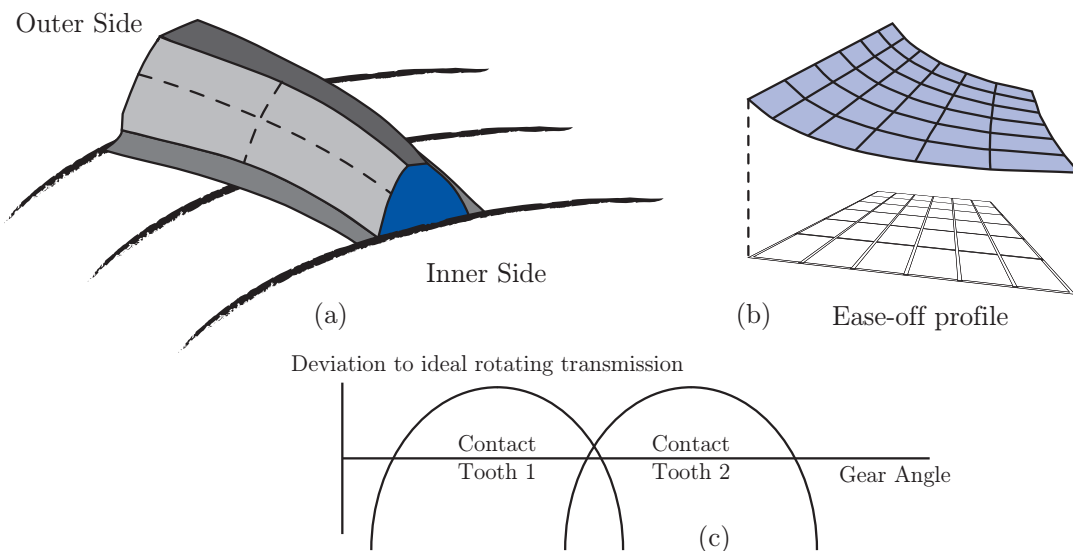 Outer Side
Inner Side
(a)
(b)
Ease-off profile
Deviation to ideal rotating transmission
Contact
Tooth 1
Contact
Tooth 2
Gear Angle
(c)